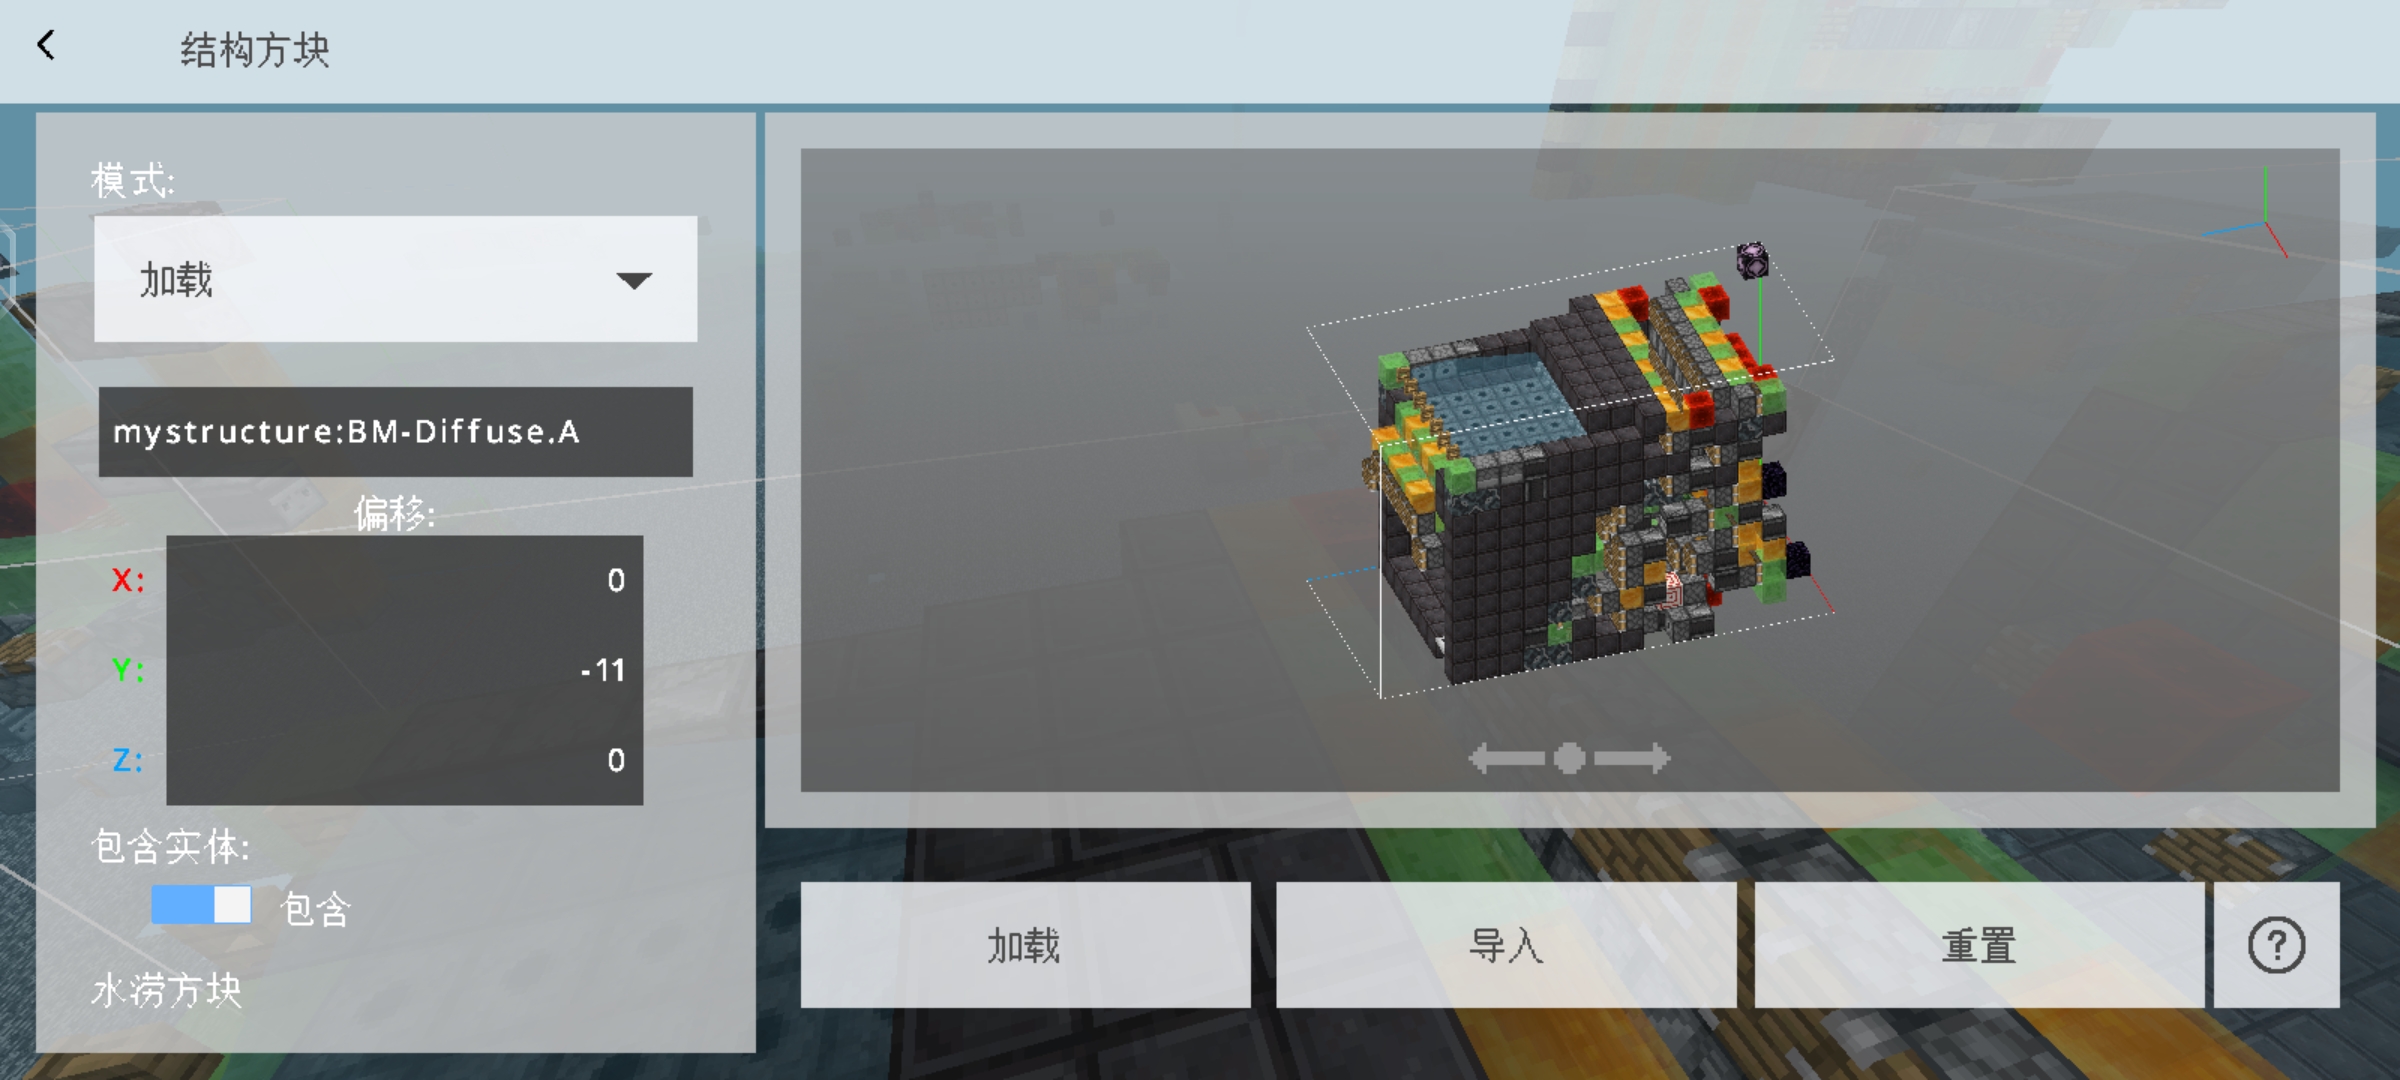 结构方块
模式:
加载
mystructure:BM-Diffuse.A
偏移:
X: 0
Y: -11
Z: 0
包含实体:
包含
水涝方块
加载
导入
重置
?